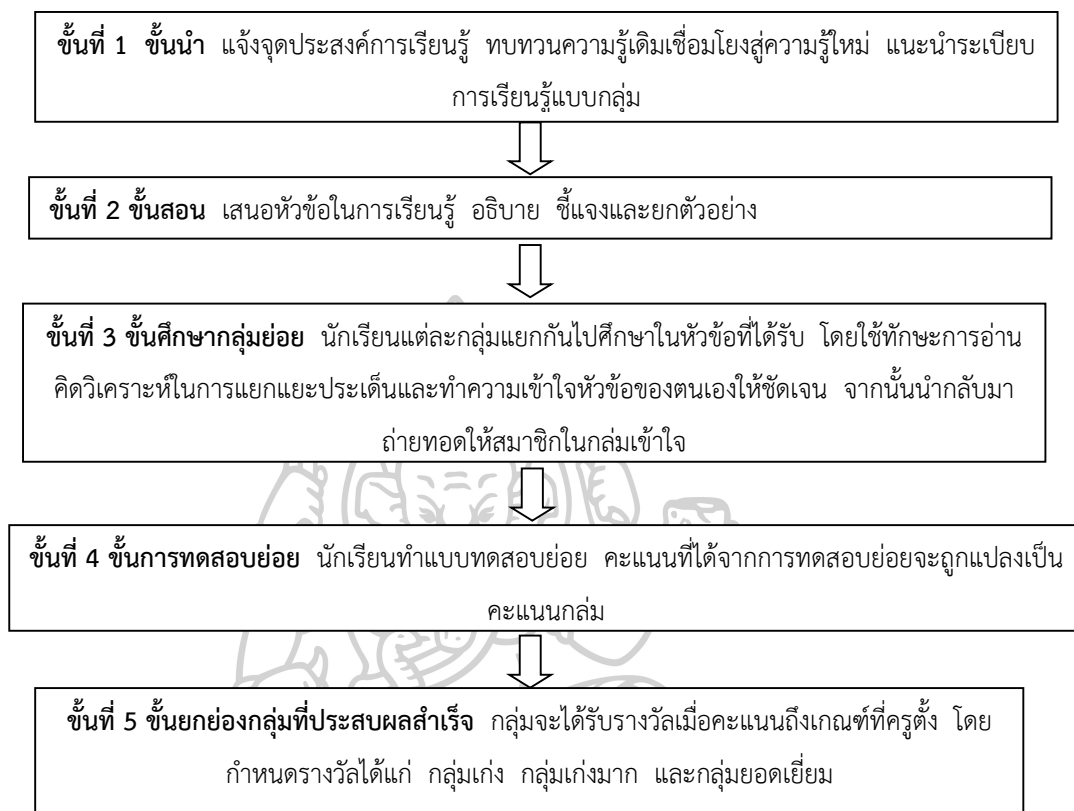 ขั้นที่ 1 ขั้นนำ แจ้งจุดประสงค์การเรียนรู้ ทบทวนความรู้เดิมเชื่อมโยงสู่ความรู้ใหม่ แนะนำระเบียบ
การเรียนรู้แบบกลุ่ม
ขั้นที่ 2 ขั้นสอน เสนอหัวข้อในการเรียนรู้ อธิบาย ชี้แจงและยกตัวอย่าง
ขั้นที่ 3 ขั้นศึกษากลุ่มย่อย นักเรียนแต่ละกลุ่มแยกกันไปศึกษาในหัวข้อที่ได้รับ โดยใช้ทักษะการอ่าน
คิดวิเคราะห์ในการแยกแยะประเด็นและทำความเข้าใจหัวข้อของตนเองให้ชัดเจน จากนั้นนำกลับมา
ถ่ายทอดให้สมาชิกในกลุ่มเข้าใจ
ขั้นที่ 4 ขั้นการทดสอบย่อย นักเรียนทำแบบทดสอบย่อย คะแนนที่ได้จากการทดสอบย่อยจะถูกแปลงเป็น
คะแนนกลุ่ม
ขั้นที่ 5 ขั้นยกย่องกลุ่มที่ประสบผลสำเร็จ กลุ่มจะได้รับรางวัลเมื่อคะแนนถึงเกณฑ์ที่ครูตั้ง โดย
กำหนดรางวัลได้แก่ กลุ่มเก่ง กลุ่มเก่งมาก และกลุ่มยอดเยี่ยม